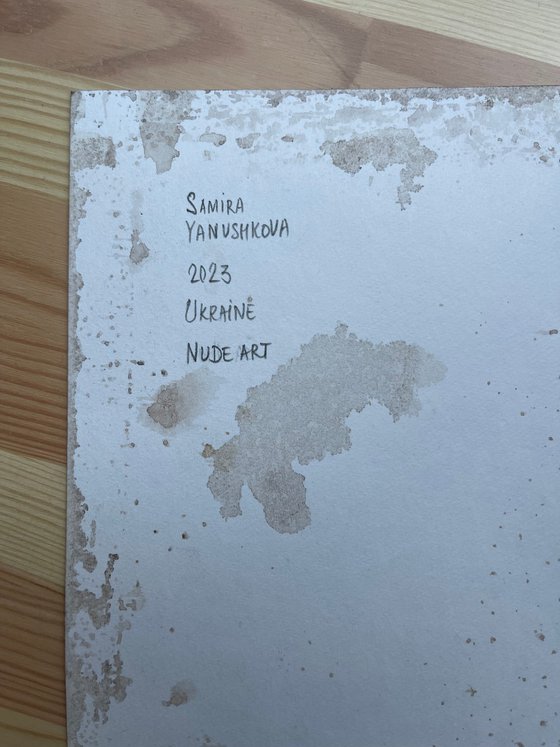 SAMIRA
YANUSHKOVA
2023
UKRAINE
NUDE ART